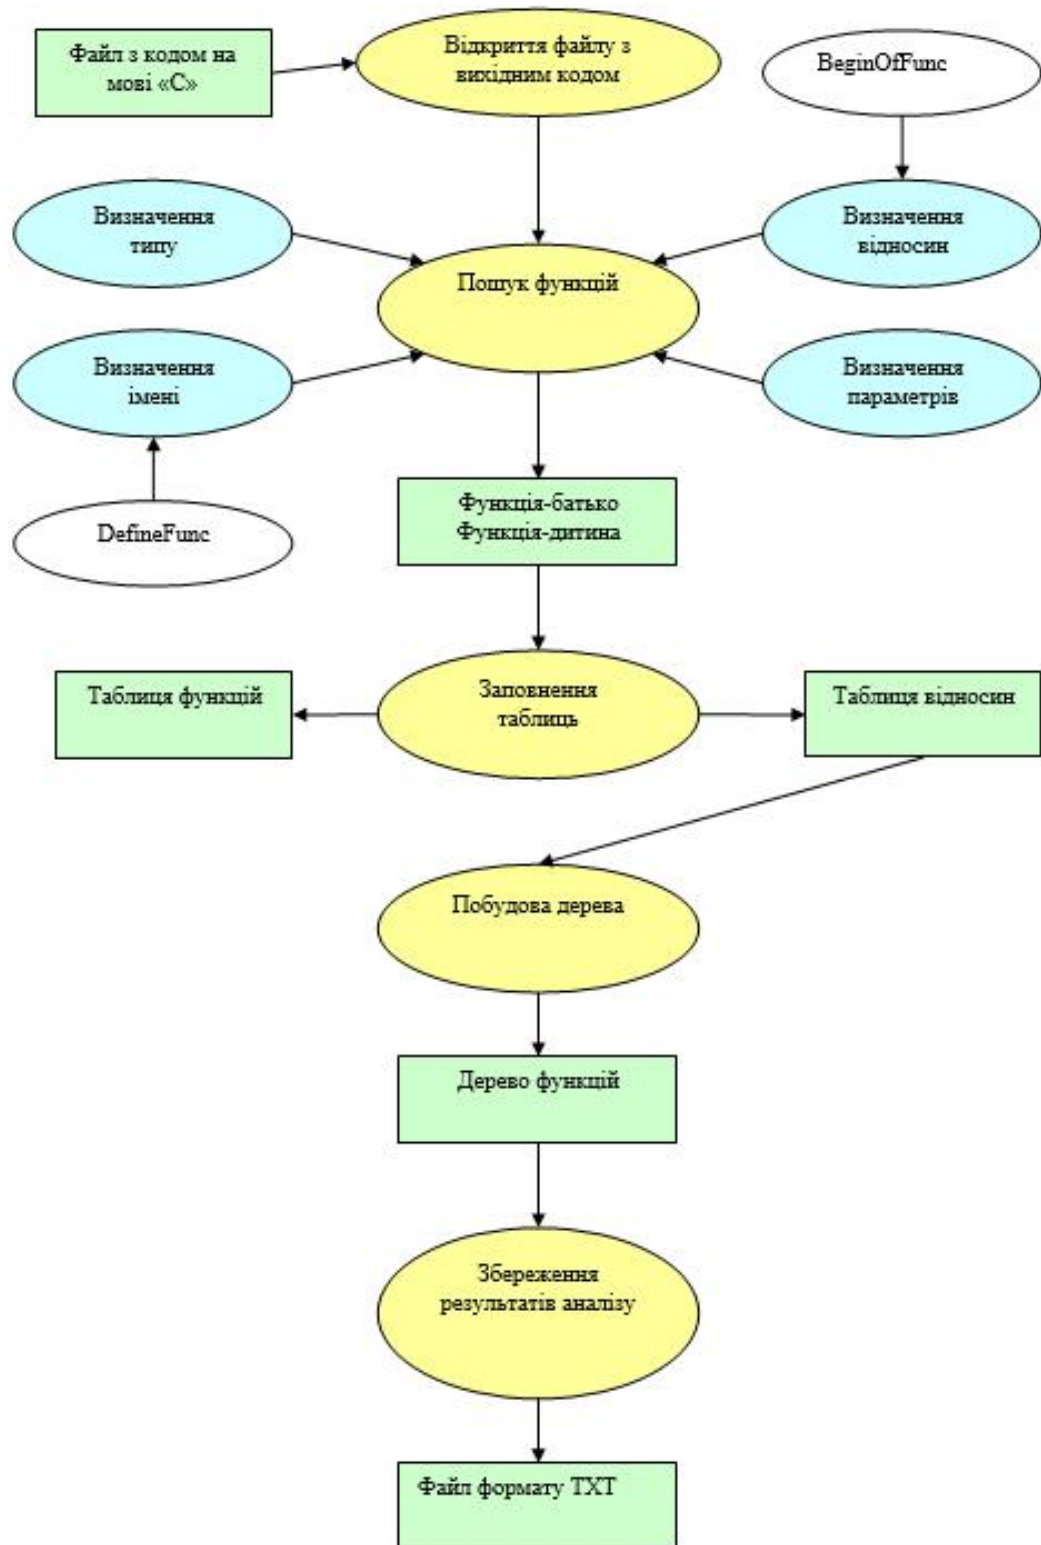 Файл з кодом на
мові «С»
Відкриття файлу з
вихідним кодом
BeginOfFunc
Визначення
типу
Визначення
відносин
Пошук функцій
Визначення
імені
Визначення
параметрів
DefineFunc
Функція-батько
Функція-дитина
Таблиця функцій
Заповнення
таблиць
Таблиця відносин
Побудова дерева
Дерево функцій
Збереження
результатів аналізу
Файл формату TXT